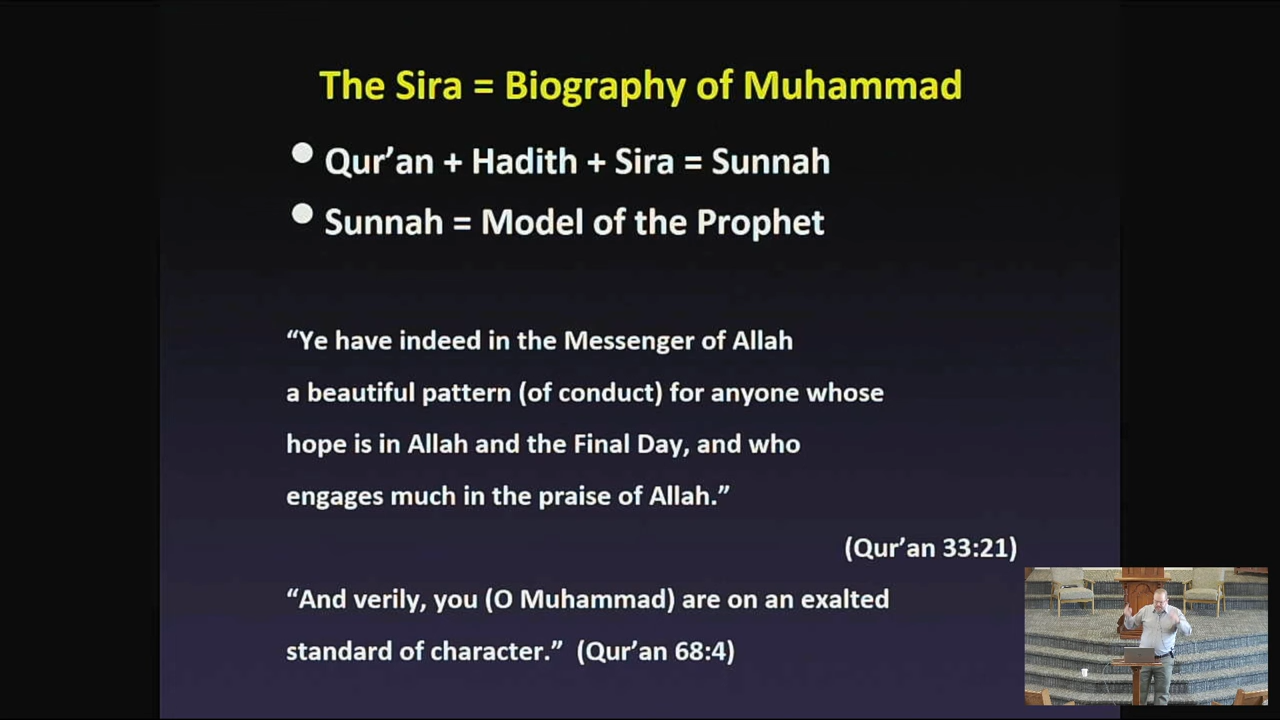 The Sira = Biography of Muhammad
• Qur’an + Hadith + Sira = Sunnah
• Sunnah = Model of the Prophet
“Ye have indeed in the Messenger of Allah
a beautiful pattern (of conduct) for anyone whose
hope is in Allah and the Final Day, and who
engages much in the praise of Allah.”
(Qur’an 33:21)
“And verily, you (O Muhammad) are on an exalted
standard of character.” (Qur’an 68:4)